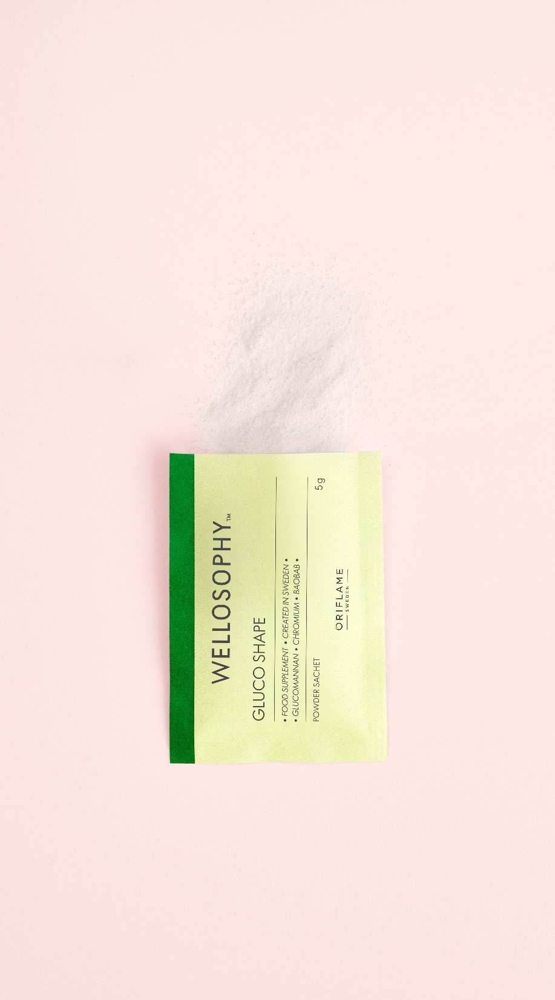 WELLOSOPHY™
GLUCO SHAPE
• FOOD SUPPLEMENT • CREATED IN SWEDEN •
• GLUCOMANNAN • CHROMIUM • BAOBAB •
POWDER SACHET 5g
ORIFLAME
SWEDEN